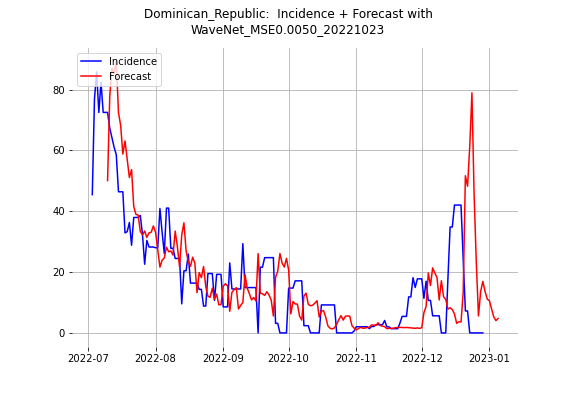 Dominican_Republic:  Incidence + Forecast with
WaveNet_MSE0.0050_20221023
Incidence
Forecast
80
60
40
20
0
2022-07 2022-08 2022-09 2022-10 2022-11 2022-12 2023-01